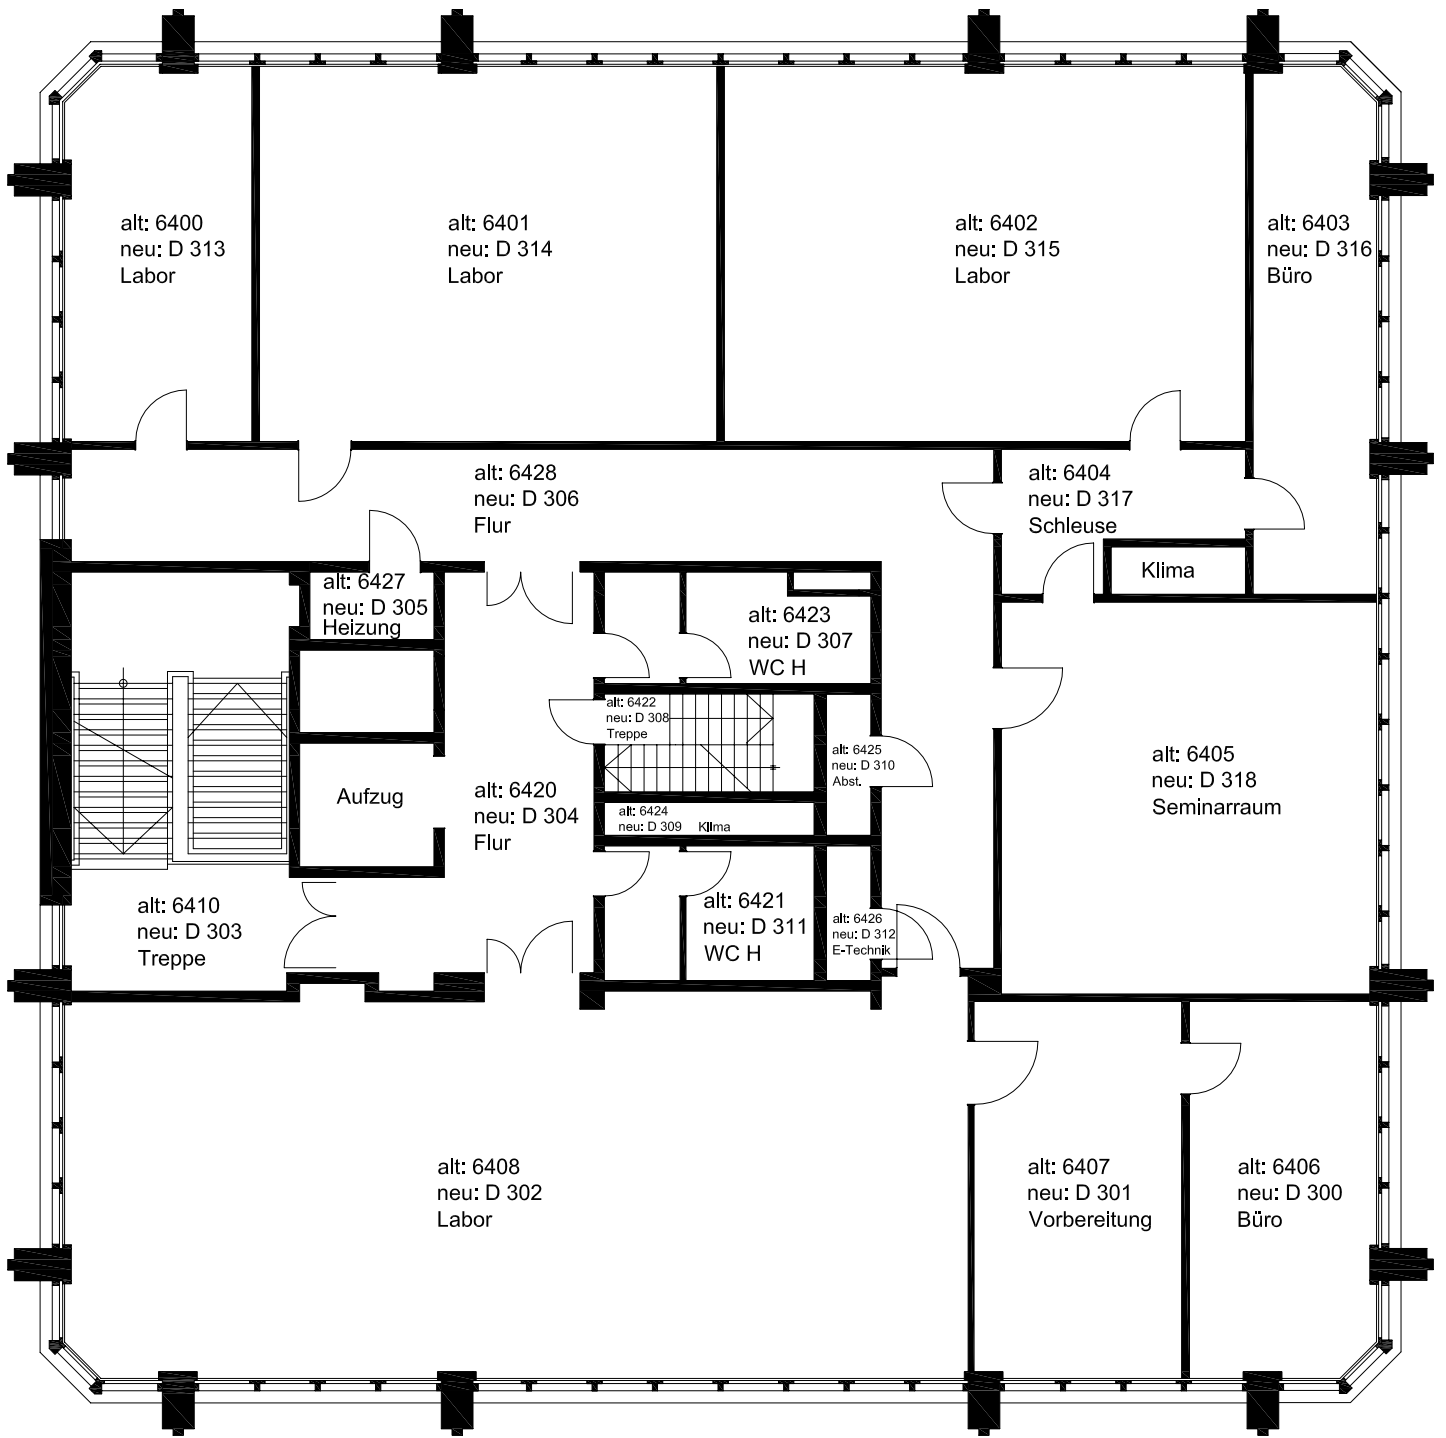 alt: 6400
neu: D 313
Labor
alt: 6401
neu: D 314
Labor
alt: 6402
neu: D 315
Labor
alt: 6403
neu: D 316
Büro
alt: 6428
neu: D 306
Flur
alt: 6404
neu: D 317
Schleuse
Klima
alt: 6427
neu: D 305
Heizung
alt: 6423
neu: D 307
WC H
alt: 6422
neu: D 308
Treppe
alt: 6425
neu: D 310
Abst.
alt: 6405
neu: D 318
Seminarraum
Aufzug
alt: 6420
neu: D 304
Flur
alt: 6424
neu: D 309 Klima
alt: 6410
neu: D 303
Treppe
alt: 6421
neu: D 311
WC H
alt: 6426
neu: D 312
E-Technik
alt: 6408
neu: D 302
Labor
alt: 6407
neu: D 301
Vorbereitung
alt: 6406
neu: D 300
Büro